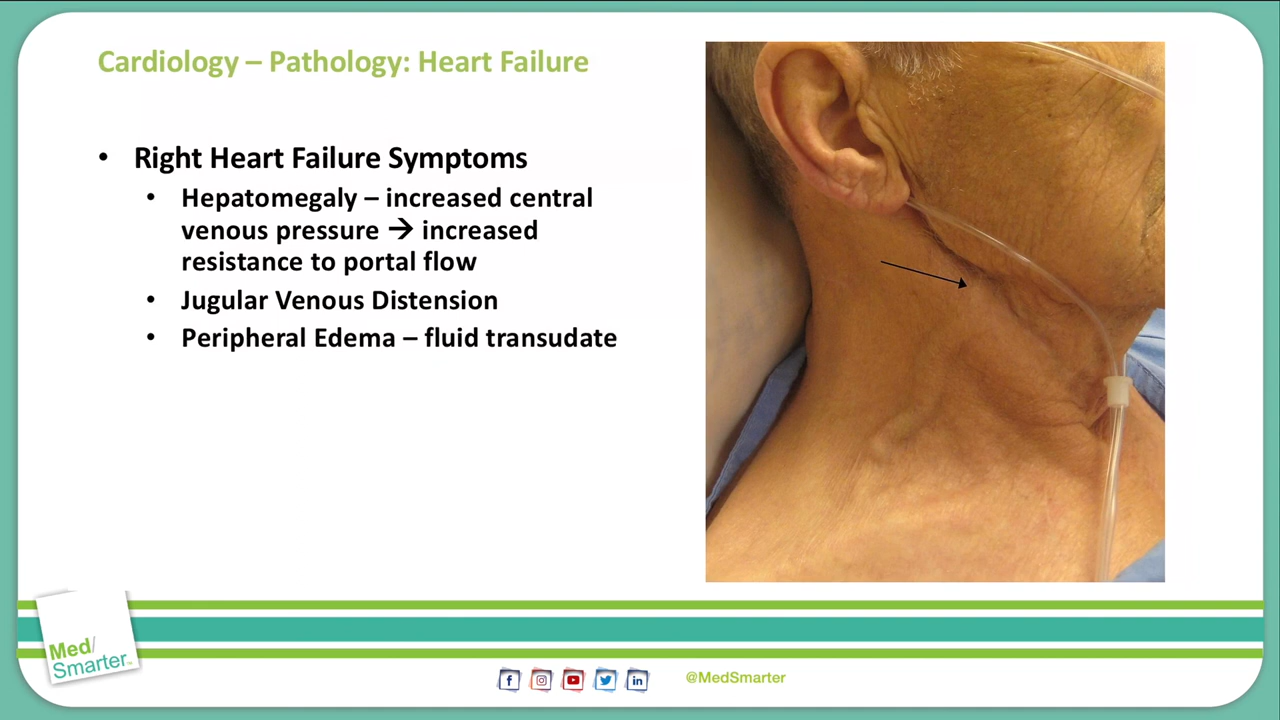 Cardiology – Pathology: Heart Failure
• Right Heart Failure Symptoms
• Hepatomegaly – increased central
venous pressure → increased
resistance to portal flow
• Jugular Venous Distension
• Peripheral Edema – fluid transudate
Med/
Smarter™
@MedSmarter